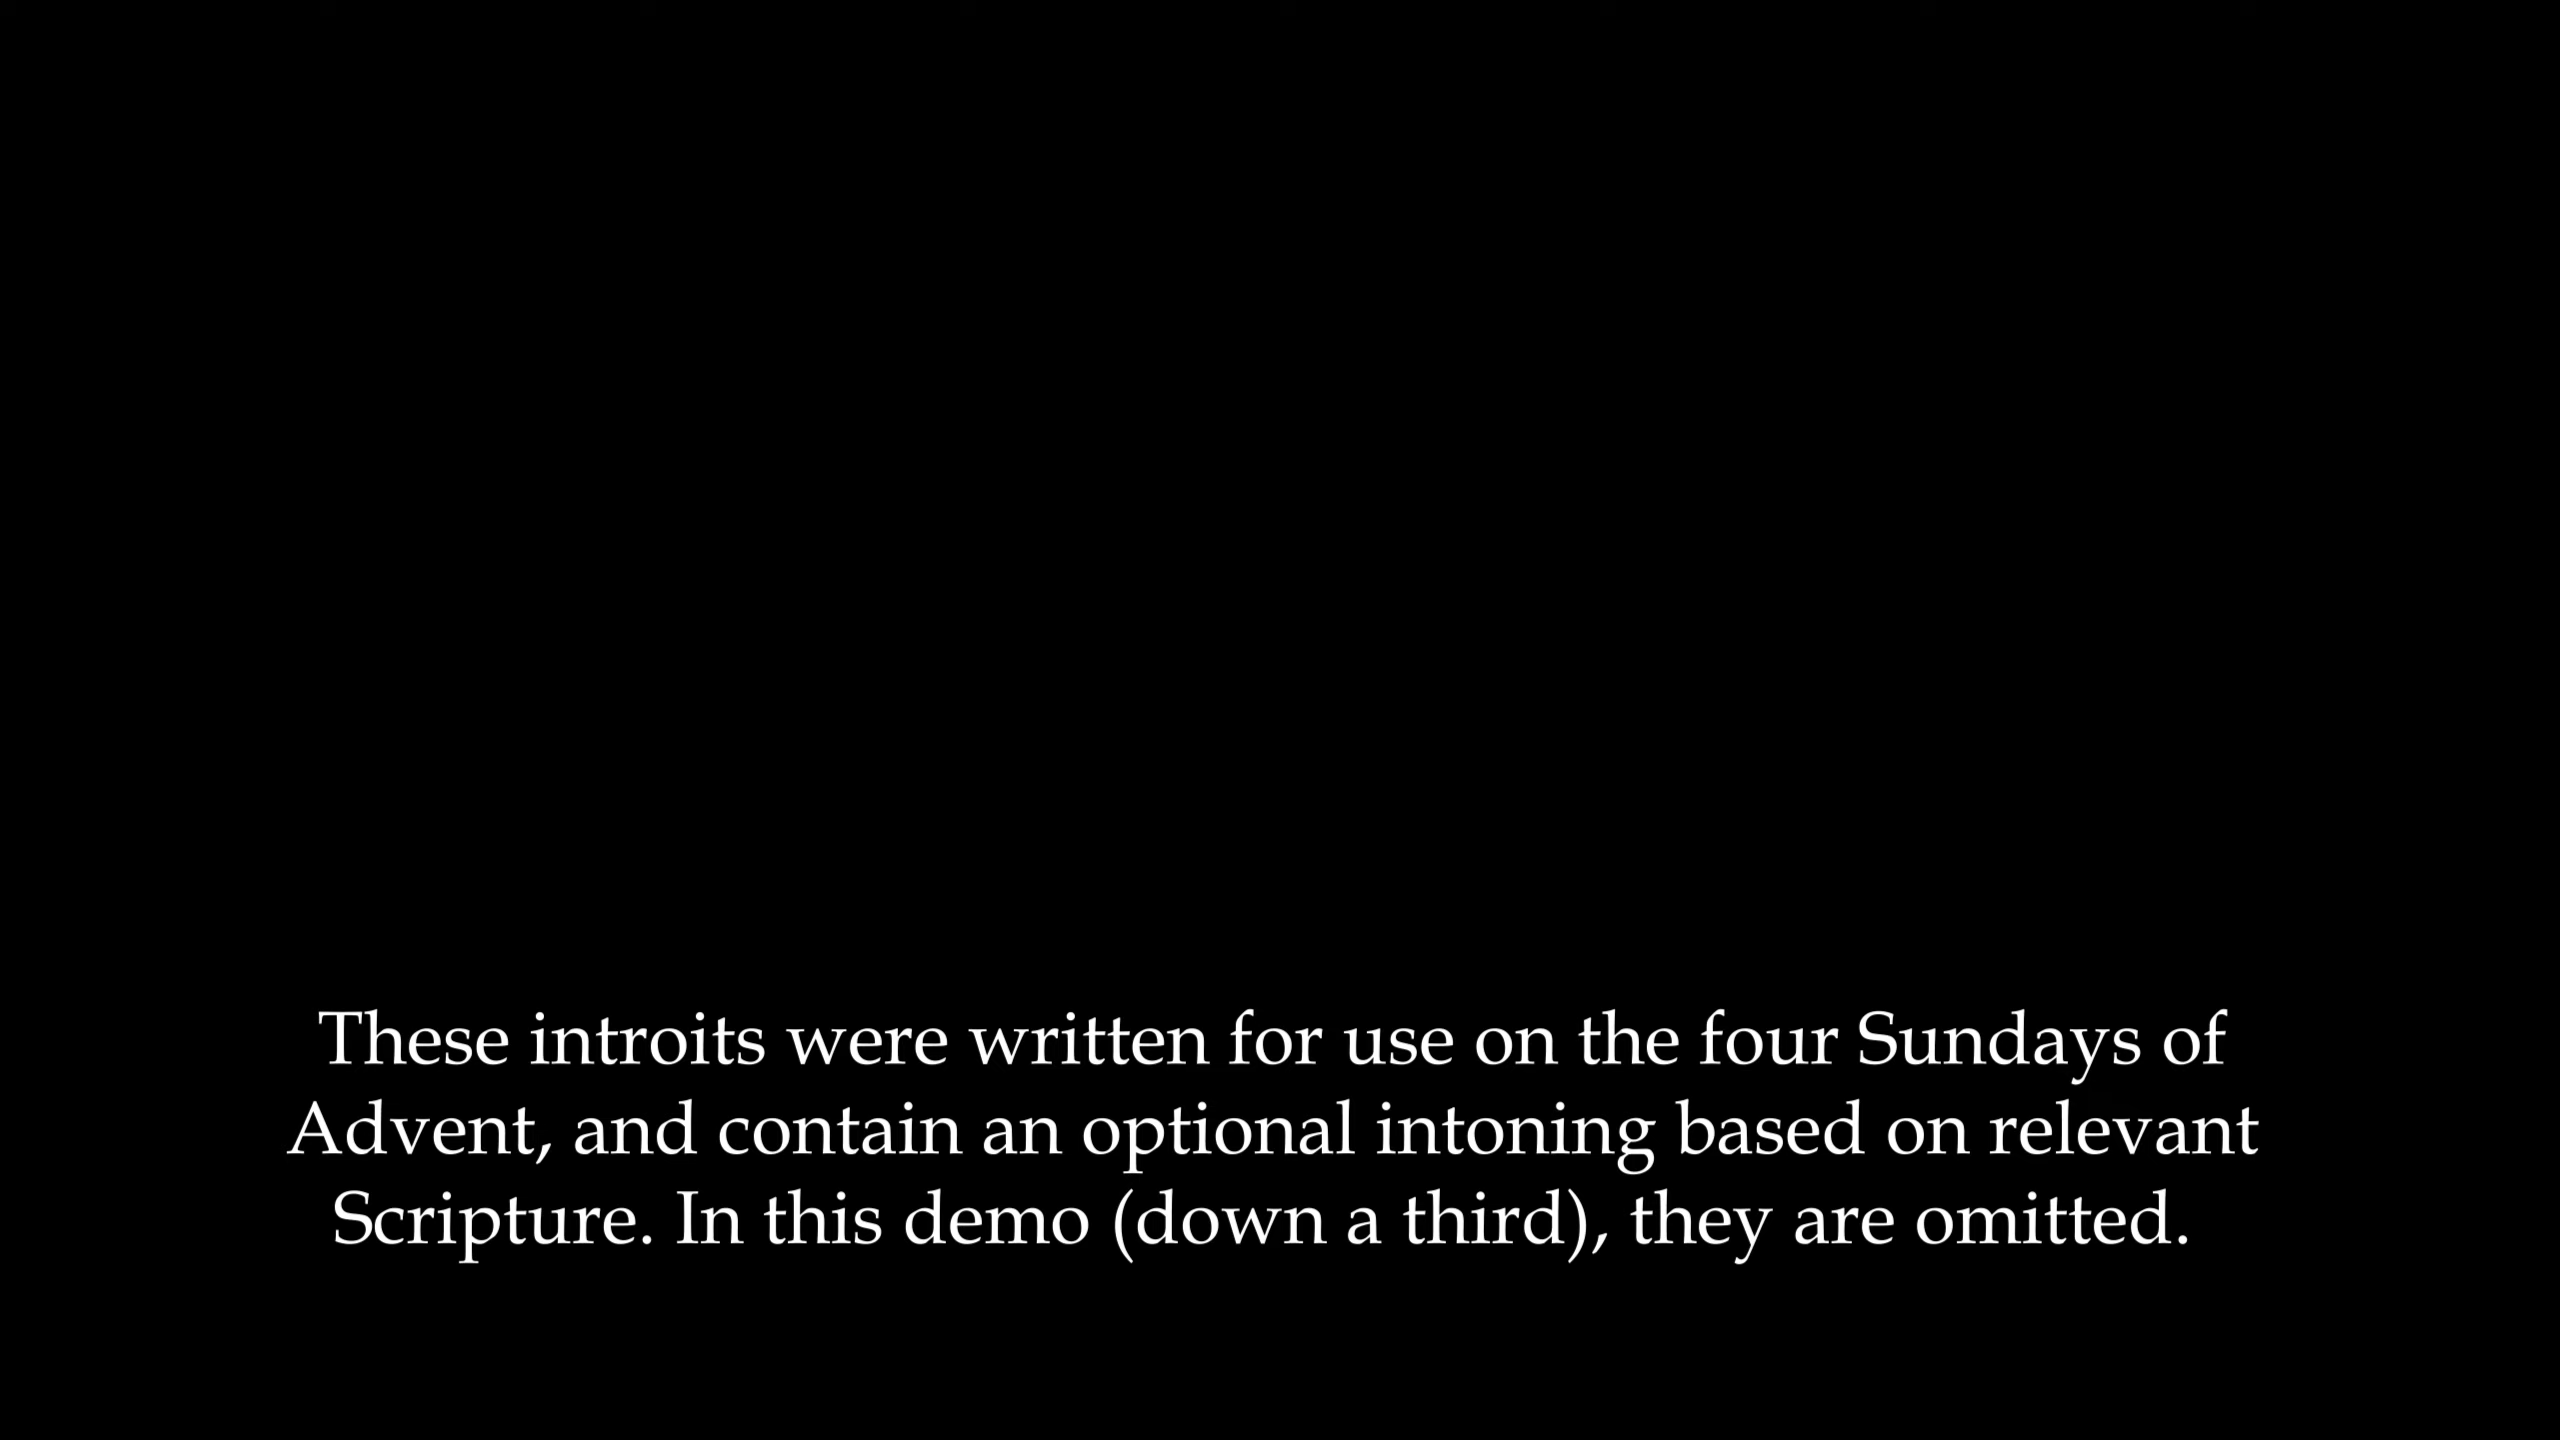 These introits were written for use on the four Sundays of
Advent, and contain an optional intoning based on relevant
Scripture. In this demo (down a third), they are omitted.